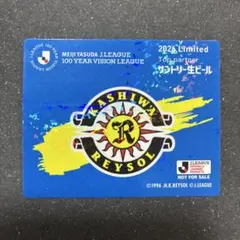 MEIJI YASUDA J.LEAGUE
100 YEAR VISION LEAGUE
2026 Limited
Top partner
サントリー生ビール
KASHIWA
R
REYSOL
J.LEAGUE
NOT FOR SALE
©1996 H.K.REYSOL ©J.LEAGUE